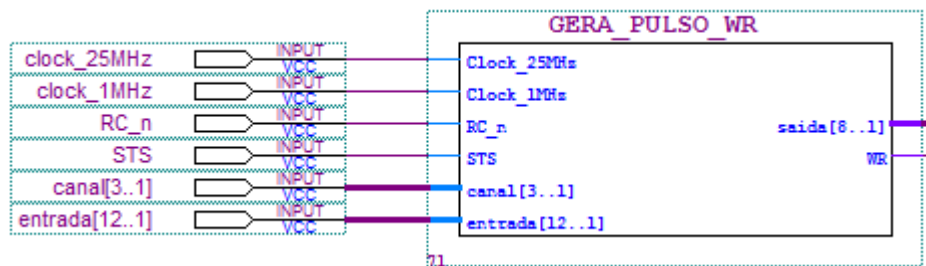 GERA_PULSO_WR
clock_25MHz INPUT VCC Clock_25MHz
clock_1MHz INPUT VCC Clock_1MHz
RC_n INPUT VCC RC_n saida[8..1]
STS INPUT VCC STS WR
canal[3..1] INPUT VCC canal[3..1]
entrada[12..1] INPUT VCC entrada[12..1]
71